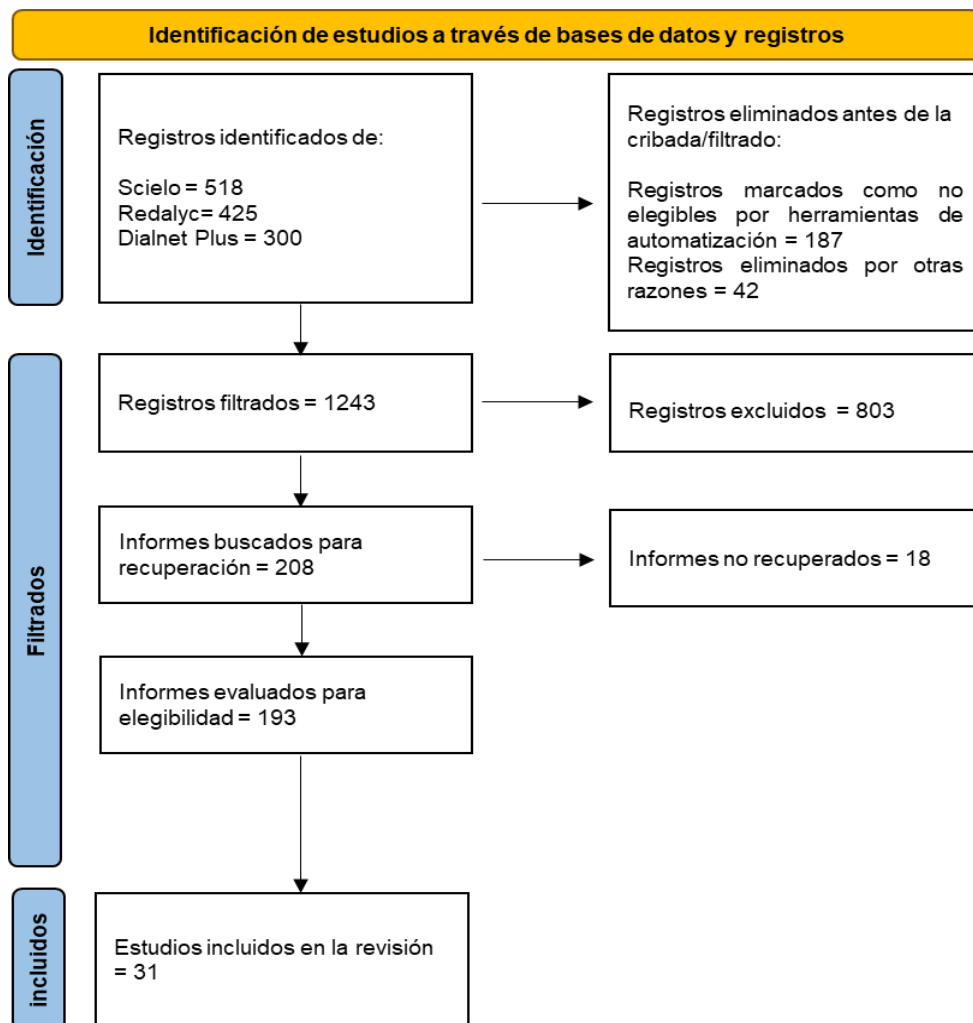 Identificación de estudios a través de bases de datos y registros
Identificación
Registros identificados de:
Scielo = 518
Redalyc= 425
Dialnet Plus = 300
Registros eliminados antes de la
cribada/filtrado:
Registros marcados como no
elegibles por herramientas de
automatización = 187
Registros eliminados por otras
razones = 42
Filtrados
Registros filtrados = 1243
Registros excluidos = 803
Informes buscados para
recuperación = 208
Informes no recuperados = 18
Informes evaluados para
elegibilidad = 193
incluidos
Estudios incluidos en la revisión
= 31